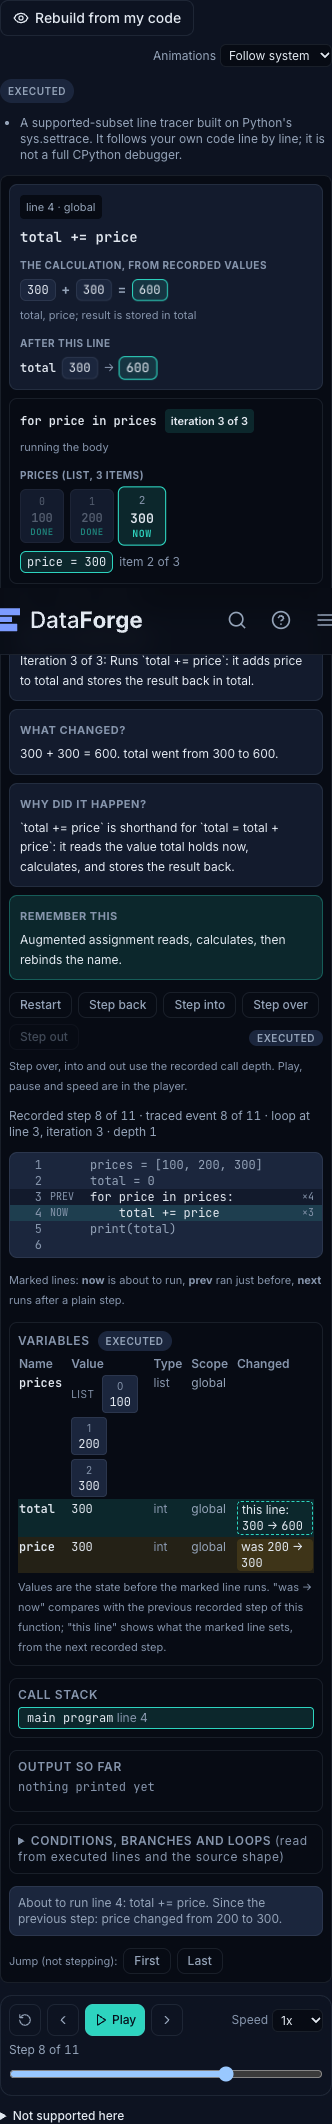 Rebuild from my code
Animations Follow system
EXECUTED
• A supported-subset line tracer built on Python's
sys.settrace. It follows your own code line by line; it is
not a full CPython debugger.
line 4 · global
total += price
THE CALCULATION, FROM RECORDED VALUES
300 + 300 = 600
total, price; result is stored in total
AFTER THIS LINE
total 300 → 600
for price in prices iteration 3 of 3
running the body
PRICES (LIST, 3 ITEMS)
0 1 2
100 200 300
DONE DONE NOW
price = 300 item 2 of 3
DataForge
Iteration 3 of 3: Runs `total += price`: it adds price
to total and stores the result back in total.
WHAT CHANGED?
300 + 300 = 600. total went from 300 to 600.
WHY DID IT HAPPEN?
`total += price` is shorthand for `total = total +
price`: it reads the value total holds now,
calculates, and stores the result back.
REMEMBER THIS
Augmented assignment reads, calculates, then
rebinds the name.
Restart Step back Step into Step over
Step out EXECUTED
Step over, into and out use the recorded call depth. Play,
pause and speed are in the player.
Recorded step 8 of 11 · traced event 8 of 11 · loop at
line 3, iteration 3 · depth 1
1 prices = [100, 200, 300]
2 total = 0
3 PREV for price in prices: ×4
4 NOW total += price ×3
5 print(total)
6
Marked lines: now is about to run, prev ran just before, next
runs after a plain step.
VARIABLES EXECUTED
Name Value Type Scope Changed
prices LIST 0 100 list global
1
200
2
300
total 300 int global this line:
300 → 600
price 300 int global was 200 →
300
Values are the state before the marked line runs. "was →
now" compares with the previous recorded step of this
function; "this line" shows what the marked line sets,
from the next recorded step.
CALL STACK
main program line 4
OUTPUT SO FAR
nothing printed yet
▶ CONDITIONS, BRANCHES AND LOOPS (read
from executed lines and the source shape)
About to run line 4: total += price. Since the
previous step: price changed from 200 to 300.
Jump (not stepping): First Last
Play Speed 1x
Step 8 of 11
▶ Not supported here